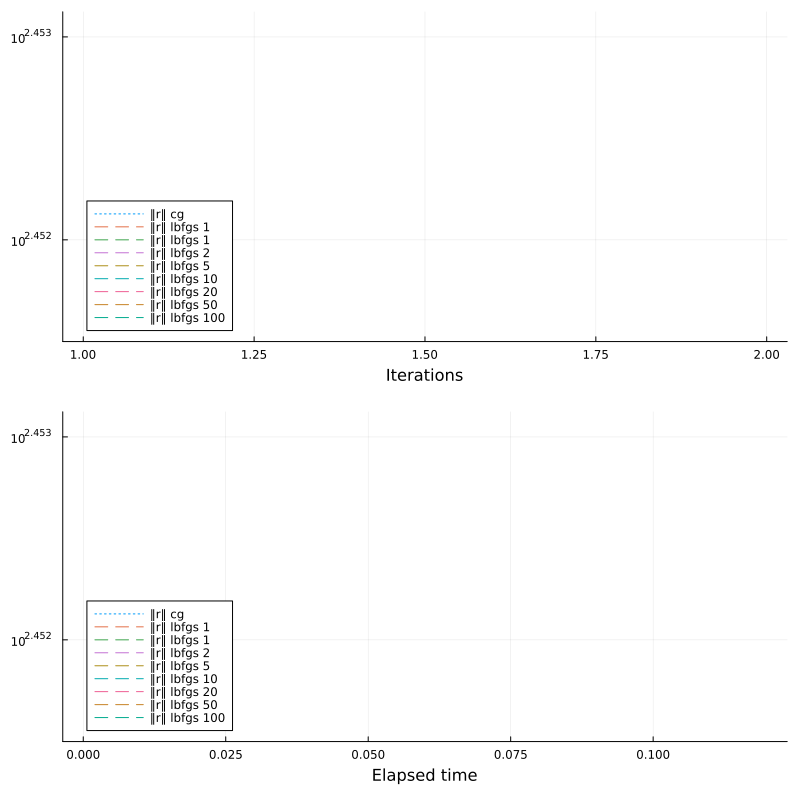 10^2.453
10^2.452
‖r‖ cg
‖r‖ lbfgs 1
‖r‖ lbfgs 1
‖r‖ lbfgs 2
‖r‖ lbfgs 5
‖r‖ lbfgs 10
‖r‖ lbfgs 20
‖r‖ lbfgs 50
‖r‖ lbfgs 100
1.00 1.25 1.50 1.75 2.00
Iterations
10^2.453
10^2.452
‖r‖ cg
‖r‖ lbfgs 1
‖r‖ lbfgs 1
‖r‖ lbfgs 2
‖r‖ lbfgs 5
‖r‖ lbfgs 10
‖r‖ lbfgs 20
‖r‖ lbfgs 50
‖r‖ lbfgs 100
0.000 0.025 0.050 0.075 0.100
Elapsed time